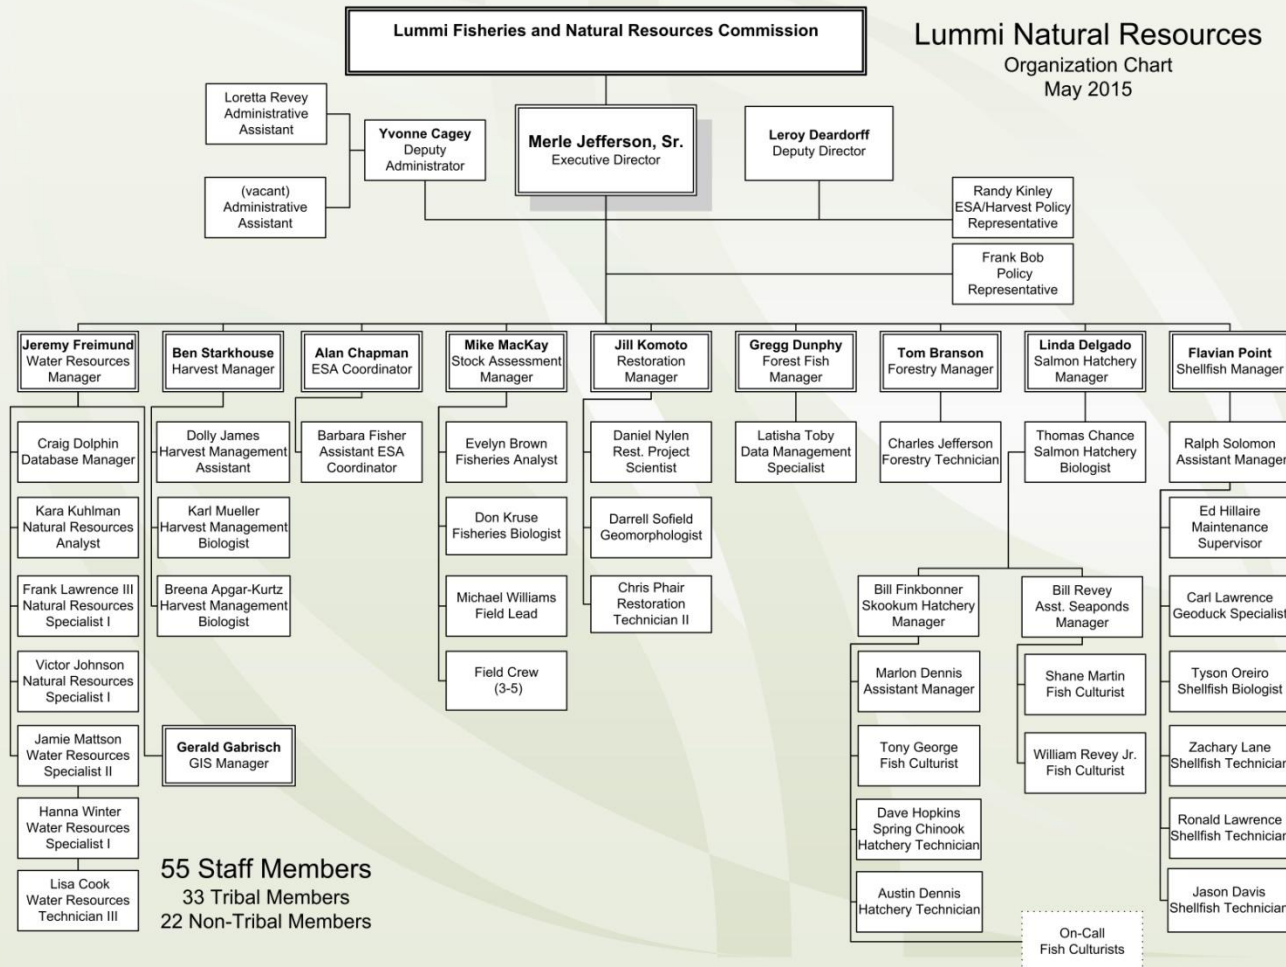 Lummi Fisheries and Natural Resources Commission
Lummi Natural Resources
Organization Chart
May 2015
Loretta Revey
Administrative
Assistant
Yvonne Cagey
Deputy
Administrator
Merle Jefferson, Sr.
Executive Director
Leroy Deardorff
Deputy Director
(vacant)
Administrative
Assistant
Randy Kinley
ESA/Harvest Policy
Representative
Frank Bob
Policy
Representative
Jeremy Freimund
Water Resources
Manager
Ben Starkhouse
Harvest Manager
Alan Chapman
ESA Coordinator
Mike MacKay
Stock Assessment
Manager
Jill Komoto
Restoration
Manager
Gregg Dunphy
Forest Fish
Manager
Tom Branson
Forestry Manager
Linda Delgado
Salmon Hatchery
Manager
Flavian Point
Shellfish Manager
Craig Dolphin
Database Manager
Dolly James
Harvest Management
Assistant
Barbara Fisher
Assistant ESA
Coordinator
Evelyn Brown
Fisheries Analyst
Daniel Nylen
Rest. Project
Scientist
Latisha Toby
Data Management
Specialist
Charles Jefferson
Forestry Technician
Thomas Chance
Salmon Hatchery
Biologist
Ralph Solomon
Assistant Manager
Kara Kuhlman
Natural Resources
Analyst
Karl Mueller
Harvest Management
Biologist
Don Kruse
Fisheries Biologist
Darrell Sofield
Geomorphologist
Ed Hillaire
Maintenance
Supervisor
Frank Lawrence III
Natural Resources
Specialist I
Breena Apgar-Kurtz
Harvest Management
Biologist
Michael Williams
Field Lead
Chris Phair
Restoration
Technician II
Bill Finkbonner
Skookum Hatchery
Manager
Bill Revey
Asst. Seaponds
Manager
Carl Lawrence
Geoduck Specialist
Victor Johnson
Natural Resources
Specialist I
Field Crew
(3-5)
Marlon Dennis
Assistant Manager
Shane Martin
Fish Culturist
Tyson Oreiro
Shellfish Biologist
Jamie Mattson
Water Resources
Specialist II
Gerald Gabrisch
GIS Manager
Tony George
Fish Culturist
William Revey Jr.
Fish Culturist
Zachary Lane
Shellfish Technician
Hanna Winter
Water Resources
Specialist I
Dave Hopkins
Spring Chinook
Hatchery Technician
Ronald Lawrence
Shellfish Technician
Lisa Cook
Water Resources
Technician III
55 Staff Members
33 Tribal Members
22 Non-Tribal Members
Austin Dennis
Hatchery Technician
Jason Davis
Shellfish Technician
On-Call
Fish Culturists